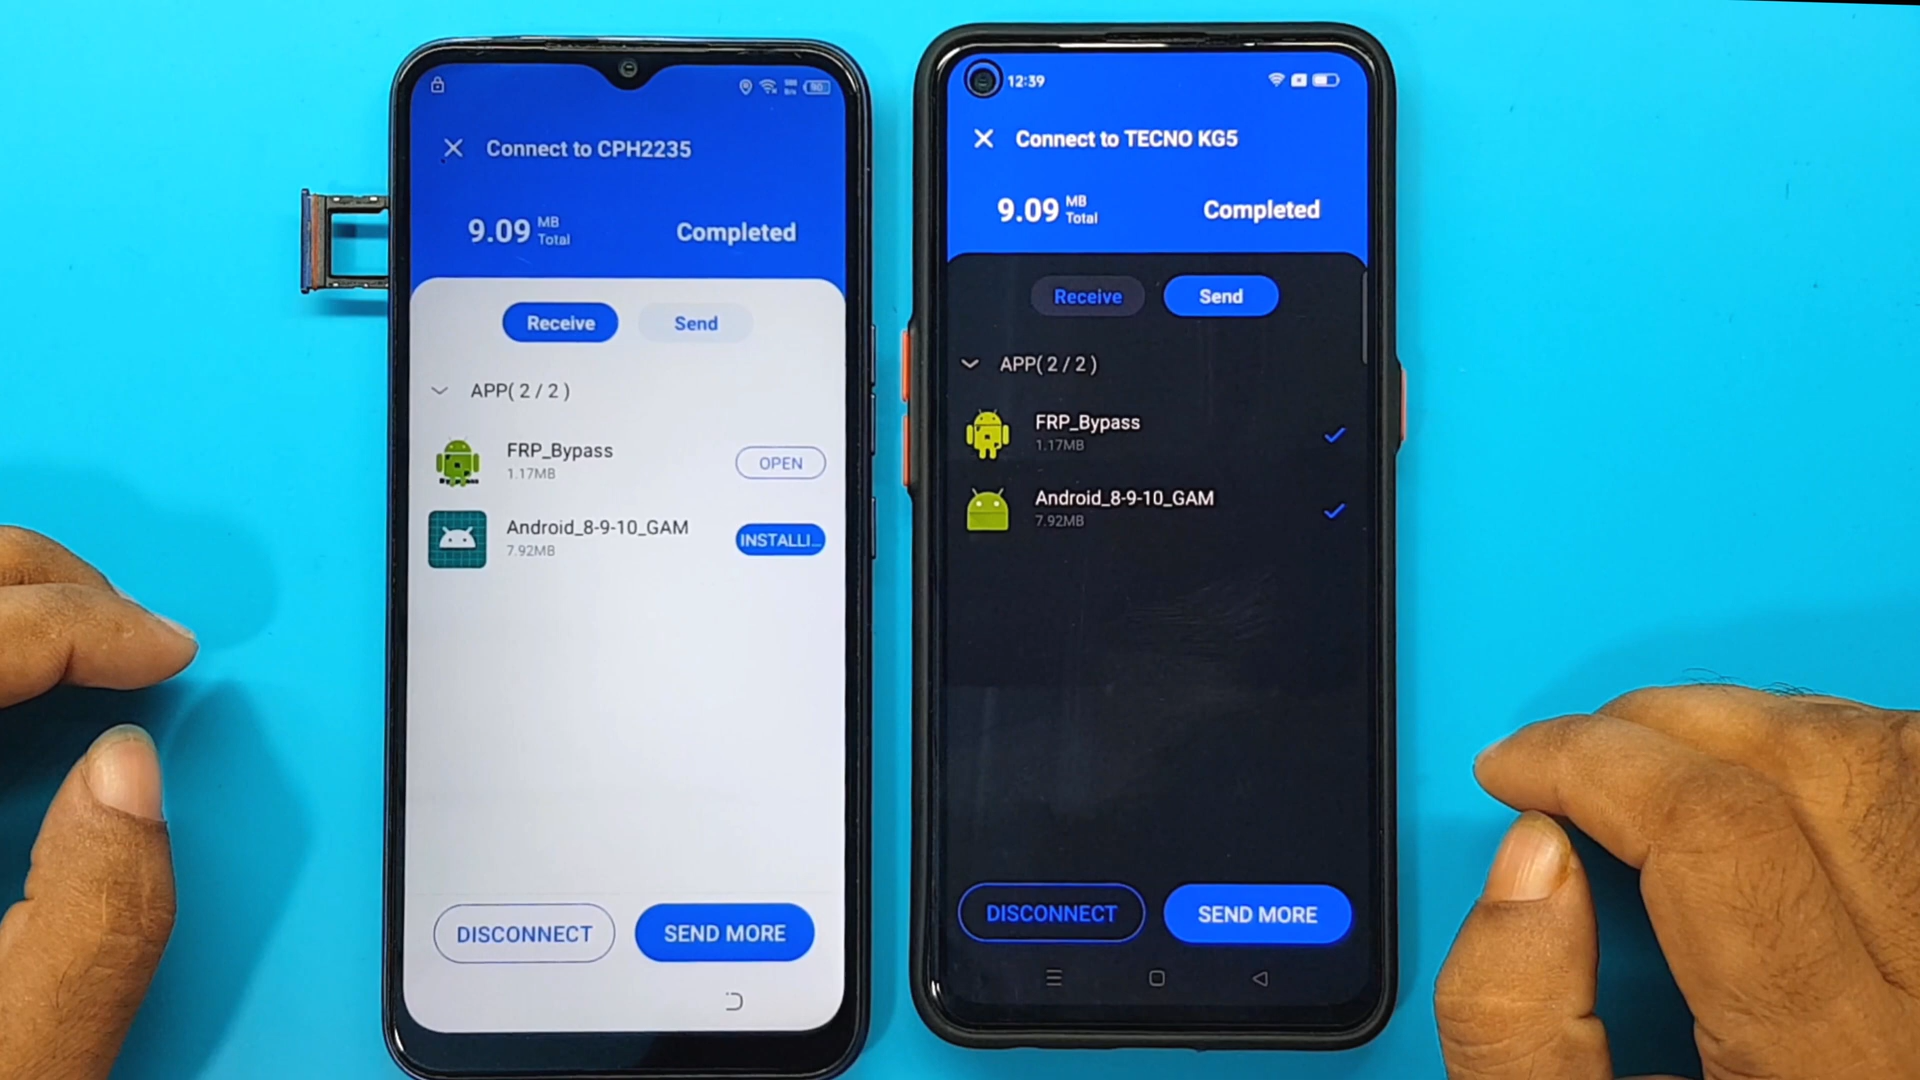 Connect to CPH2235
9.09 MB Total
Completed
Receive
Send
APP( 2 / 2 )
FRP_Bypass
1.17MB
OPEN
Android_8-9-10_GAM
7.92MB
INSTALLI...
DISCONNECT
SEND MORE
12:39
Connect to TECNO KG5
9.09 MB Total
Completed
Receive
Send
APP( 2 / 2 )
FRP_Bypass
1.17MB
Android_8-9-10_GAM
7.92MB
DISCONNECT
SEND MORE